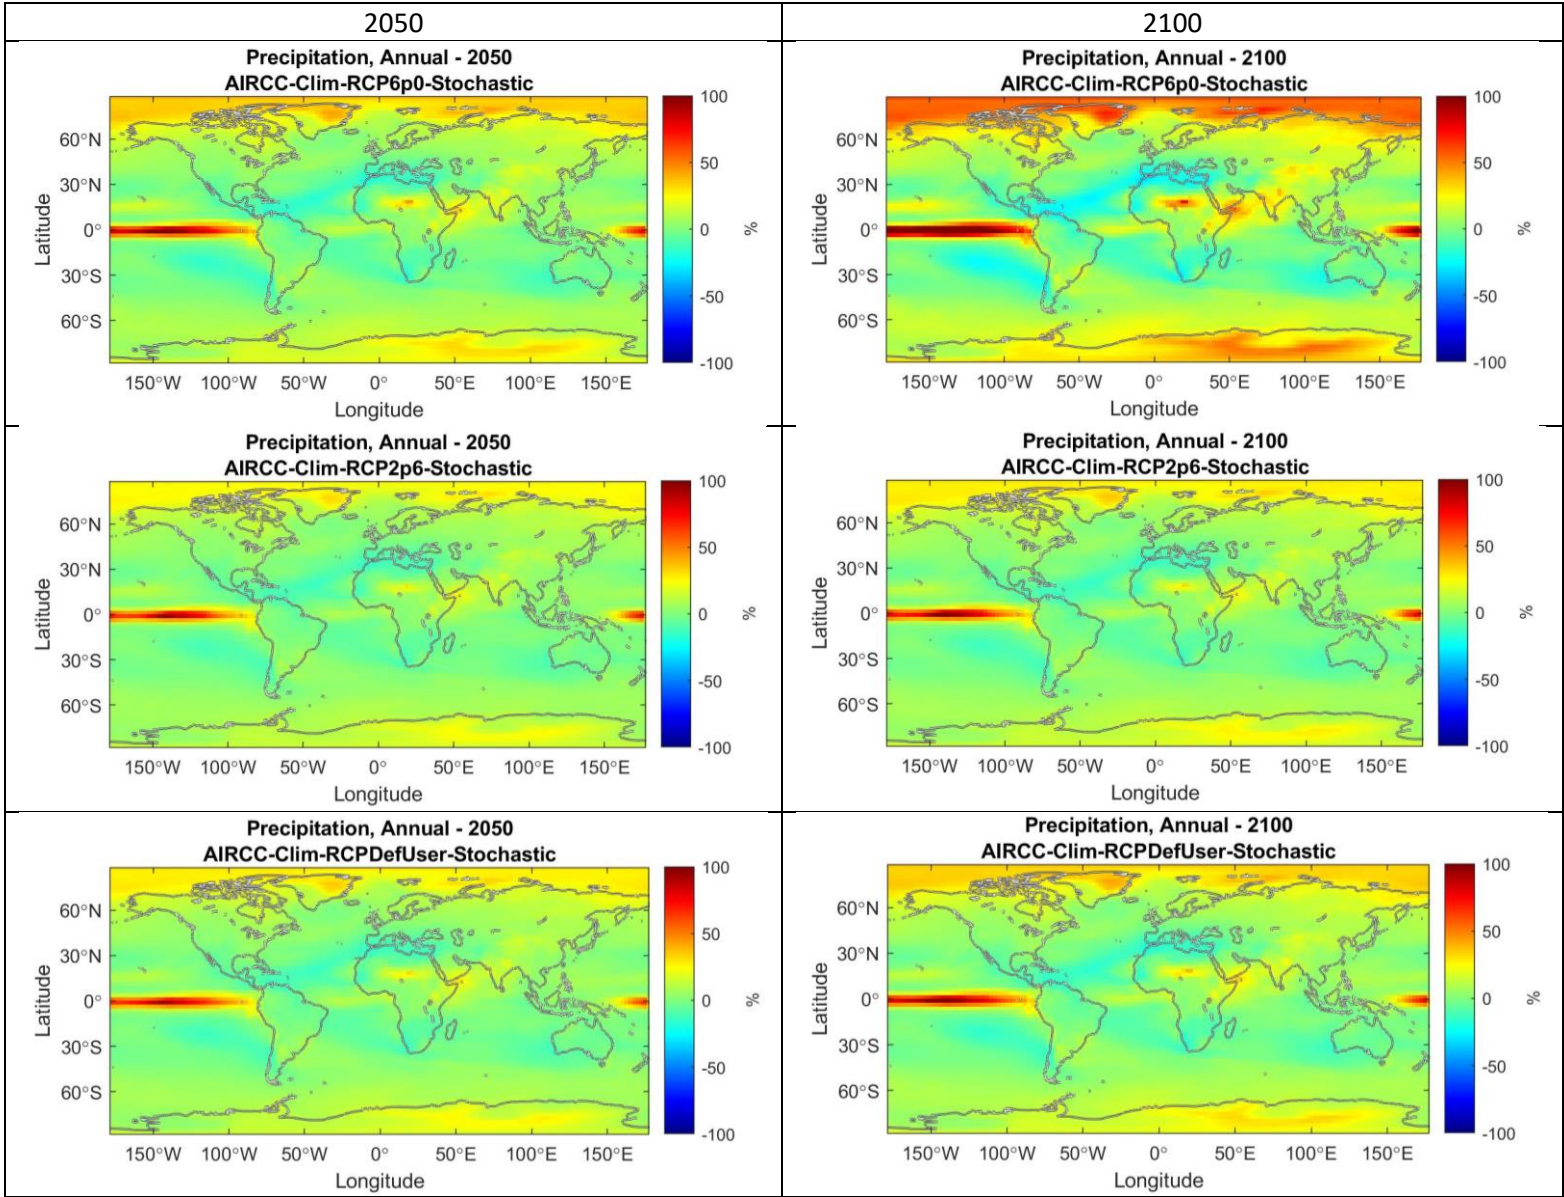 2050
2100
Precipitation, Annual - 2050
AIRCC-Clim-RCP6p0-Stochastic
60°N
30°N
0°
30°S
60°S
Latitude
150°W 100°W 50°W 0° 50°E 100°E 150°E
Longitude
100
50
0
-50
-100
%
Precipitation, Annual - 2100
AIRCC-Clim-RCP6p0-Stochastic
60°N
30°N
0°
30°S
60°S
Latitude
150°W 100°W 50°W 0° 50°E 100°E 150°E
Longitude
100
50
0
-50
-100
%
Precipitation, Annual - 2050
AIRCC-Clim-RCP2p6-Stochastic
60°N
30°N
0°
30°S
60°S
Latitude
150°W 100°W 50°W 0° 50°E 100°E 150°E
Longitude
100
50
0
-50
-100
%
Precipitation, Annual - 2100
AIRCC-Clim-RCP2p6-Stochastic
60°N
30°N
0°
30°S
60°S
Latitude
150°W 100°W 50°W 0° 50°E 100°E 150°E
Longitude
100
50
0
-50
-100
%
Precipitation, Annual - 2050
AIRCC-Clim-RCPDefUser-Stochastic
60°N
30°N
0°
30°S
60°S
Latitude
150°W 100°W 50°W 0° 50°E 100°E 150°E
Longitude
100
50
0
-50
-100
%
Precipitation, Annual - 2100
AIRCC-Clim-RCPDefUser-Stochastic
60°N
30°N
0°
30°S
60°S
Latitude
150°W 100°W 50°W 0° 50°E 100°E 150°E
Longitude
100
50
0
-50
-100
%